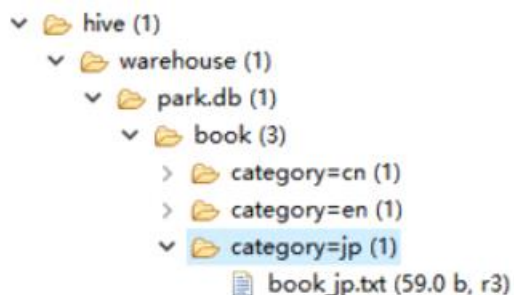 hive (1)
warehouse (1)
park.db (1)
book (3)
category=cn (1)
category=en (1)
category=jp (1)
book_jp.txt (59.0 b, r3)